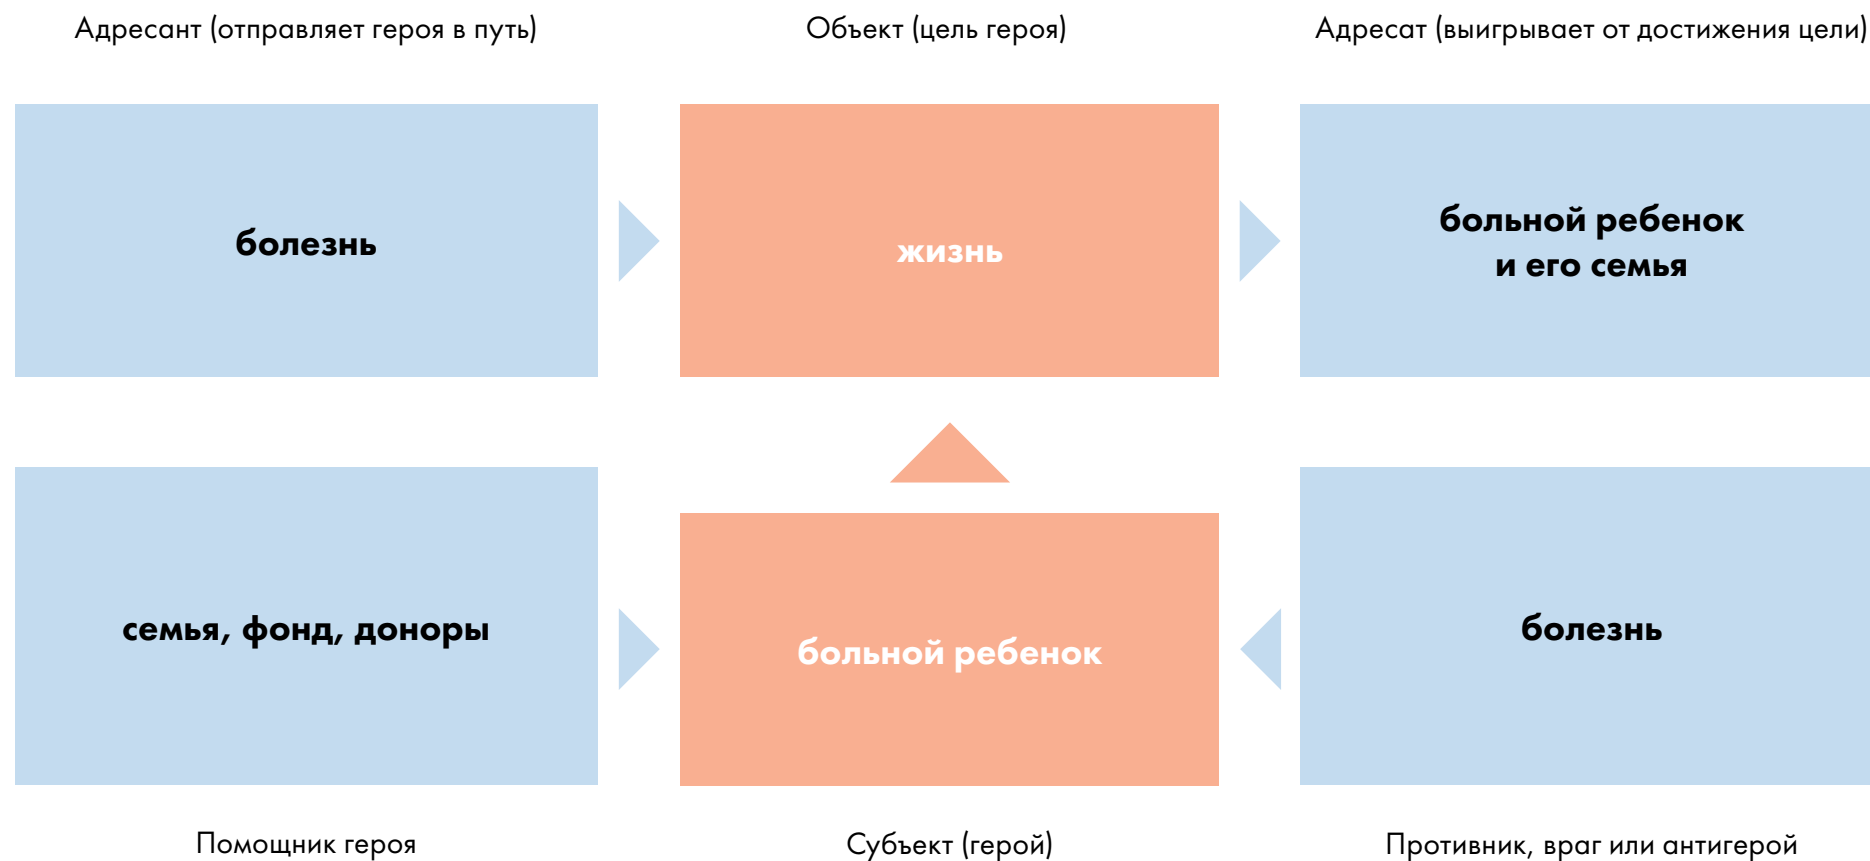 Адресант (отправляет героя в путь)
Объект (цель героя)
Адресат (выигрывает от достижения цели)
болезнь
жизнь
больной ребенок
и его семья
семья, фонд, доноры
больной ребенок
болезнь
Помощник героя
Субъект (герой)
Противник, враг или антигерой